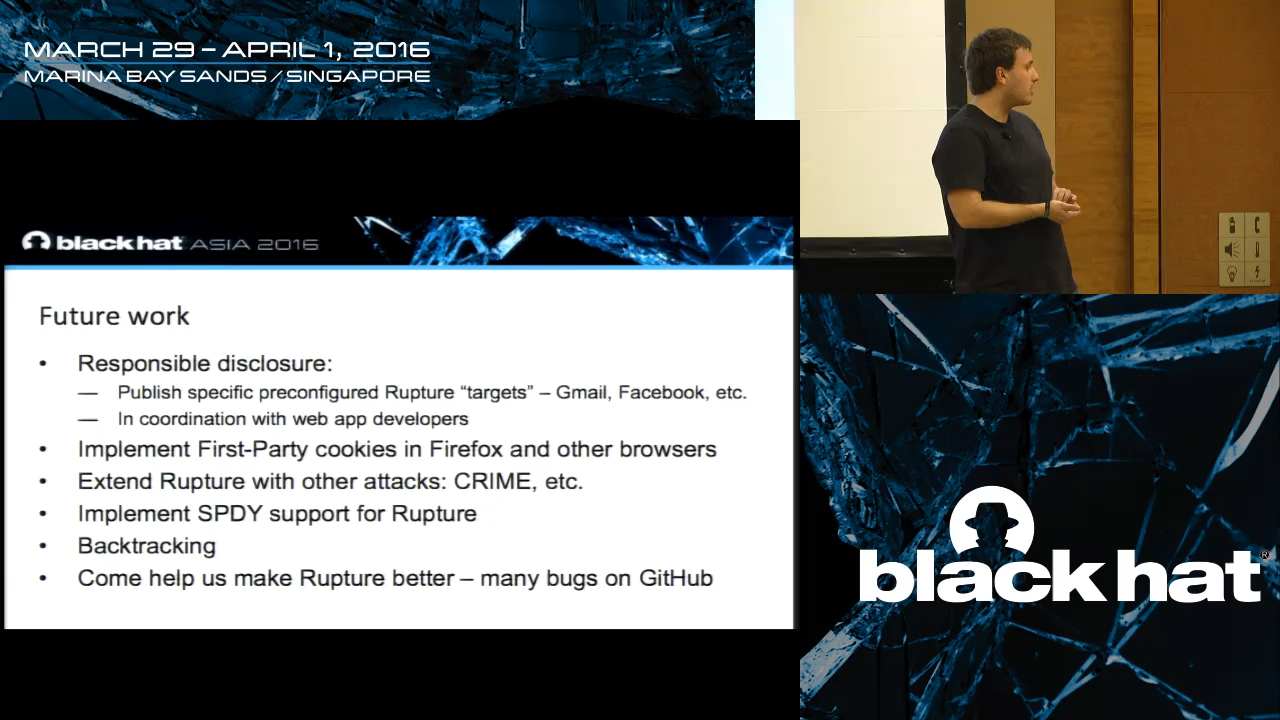 MARCH 29 – APRIL 1, 2016
MARINA BAY SANDS / SINGAPORE
black hat ASIA 2016
Future work
• Responsible disclosure:
— Publish specific preconfigured Rupture “targets” – Gmail, Facebook, etc.
— In coordination with web app developers
• Implement First-Party cookies in Firefox and other browsers
• Extend Rupture with other attacks: CRIME, etc.
• Implement SPDY support for Rupture
• Backtracking
• Come help us make Rupture better – many bugs on GitHub
black hat®